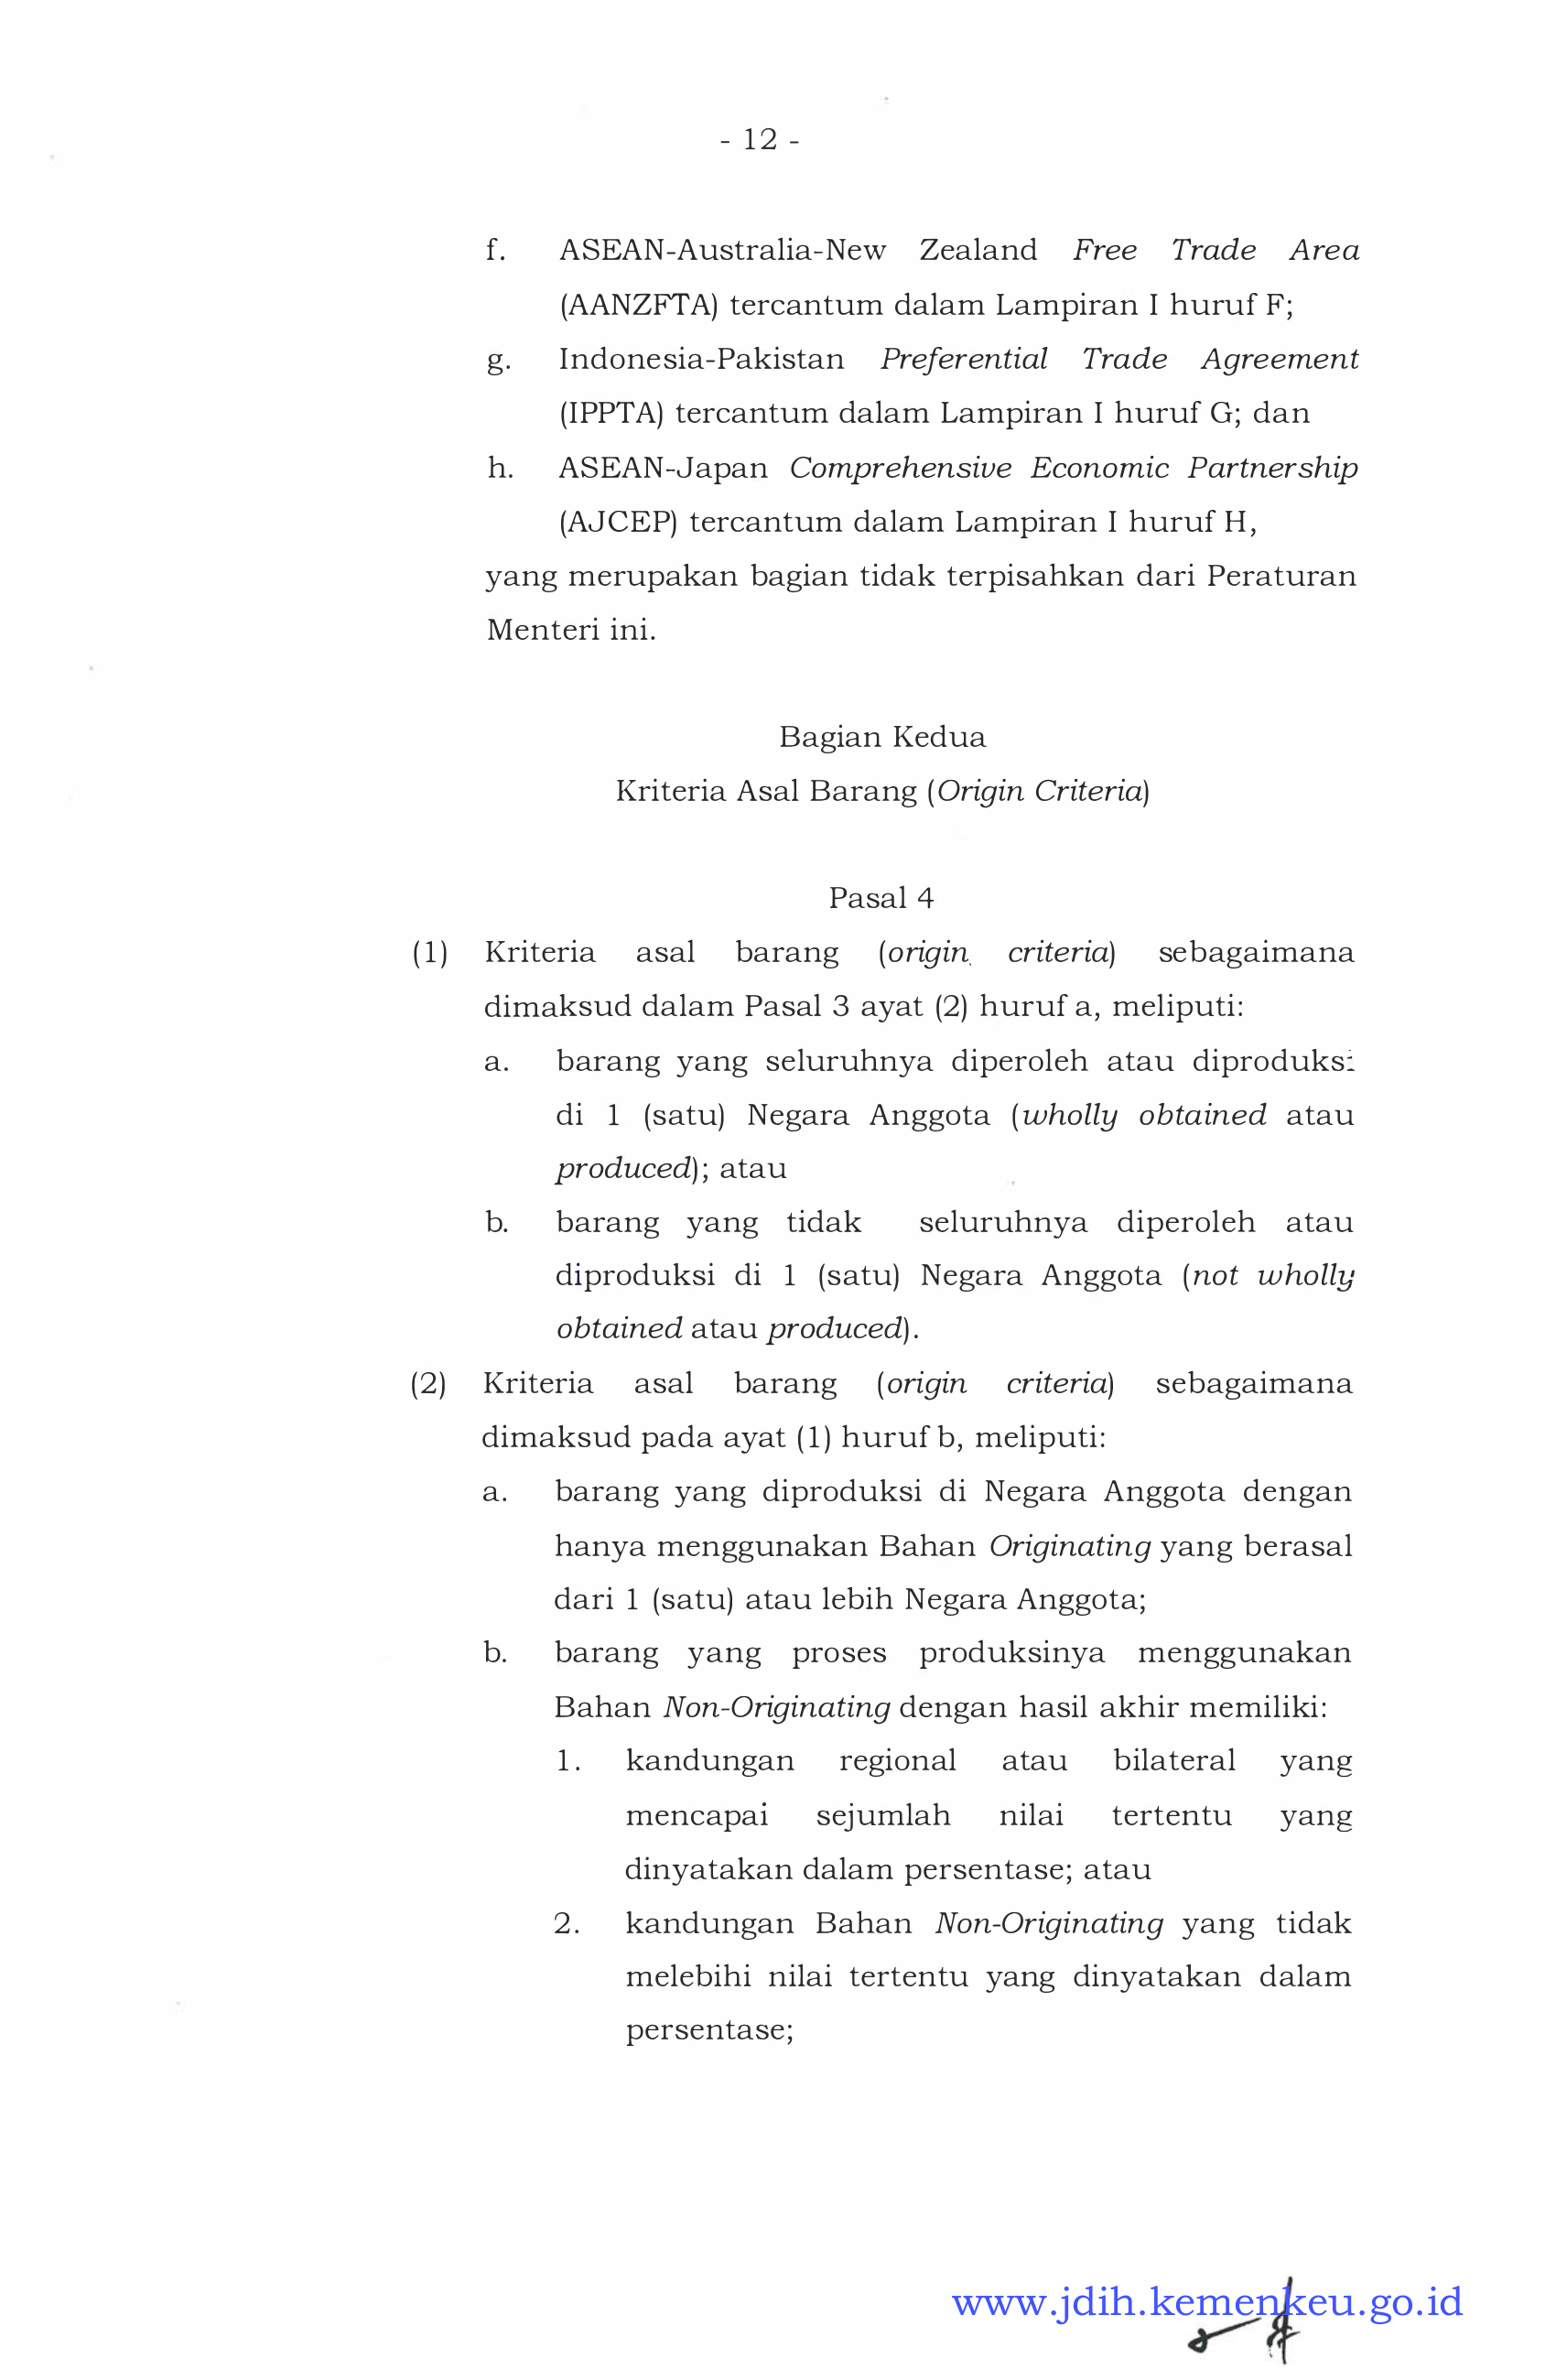 - 12 -
f. ASEAN-Australia-New Zealand Free Trade Area
(AANZFTA) tercantum dalam Lampiran I huruf F;
g. Indonesia-Pakistan Preferential Trade Agreement
(IPPTA) tercantum dalam Lampiran I huruf G; dan
h. ASEAN-Japan Comprehensive Economic Partnership
(AJCEP) tercantum dalam Lampiran I huruf H,
yang merupakan bagian tidak terpisahkan dari Peraturan
Menteri ini.
Bagian Kedua
Kriteria Asal Barang (Origin Criteria)
Pasal 4
(1) Kriteria asal barang (origin criteria) sebagaimana
dimaksud dalam Pasal 3 ayat (2) huruf a, meliputi:
a. barang yang seluruhnya diperoleh atau diproduksi
di 1 (satu) Negara Anggota (wholly obtained atau
produced); atau
b. barang yang tidak seluruhnya diperoleh atau
diproduksi di 1 (satu) Negara Anggota (not wholly
obtained atau produced).
(2) Kriteria asal barang (origin criteria) sebagaimana
dimaksud pada ayat (1) huruf b, meliputi:
a. barang yang diproduksi di Negara Anggota dengan
hanya menggunakan Bahan Originating yang berasal
dari 1 (satu) atau lebih Negara Anggota;
b. barang yang proses produksinya menggunakan
Bahan Non-Originating dengan hasil akhir memiliki:
1. kandungan regional atau bilateral yang
mencapai sejumlah nilai tertentu yang
dinyatakan dalam persentase; atau
2. kandungan Bahan Non-Originating yang tidak
melebihi nilai tertentu yang dinyatakan dalam
persentase;
www.jdih.kemenkeu.go.id